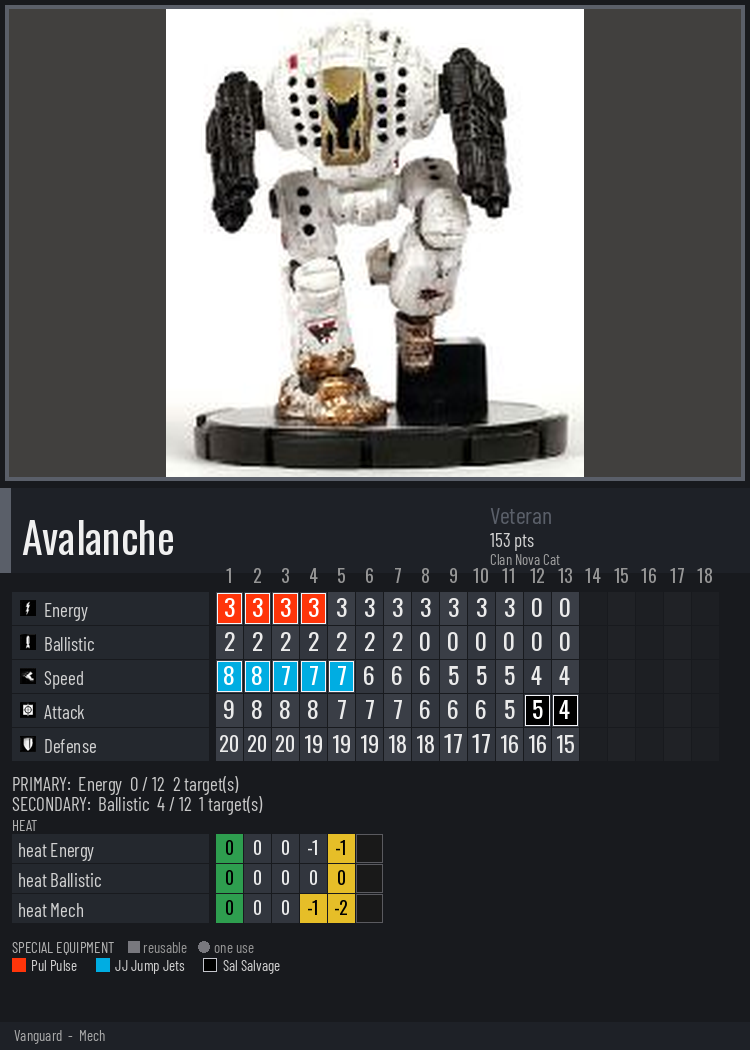 Avalanche
Veteran
153 pts
Clan Nova Cat
1 2 3 4 5 6 7 8 9 10 11 12 13 14 15 16 17 18
Energy 3 3 3 3 3 3 3 3 3 3 3 0 0
Ballistic 2 2 2 2 2 2 2 0 0 0 0 0 0
Speed 8 8 7 7 7 6 6 6 5 5 5 4 4
Attack 9 8 8 8 7 7 7 6 6 6 5 5 4
Defense 20 20 20 19 19 19 18 18 17 17 16 16 15
PRIMARY: Energy 0 / 12 2 target(s)
SECONDARY: Ballistic 4 / 12 1 target(s)
HEAT
heat Energy 0 0 0 -1 -1
heat Ballistic 0 0 0 0 0
heat Mech 0 0 0 -1 -2
SPECIAL EQUIPMENT reusable one use
Pul Pulse JJ Jump Jets Sal Salvage
Vanguard - Mech